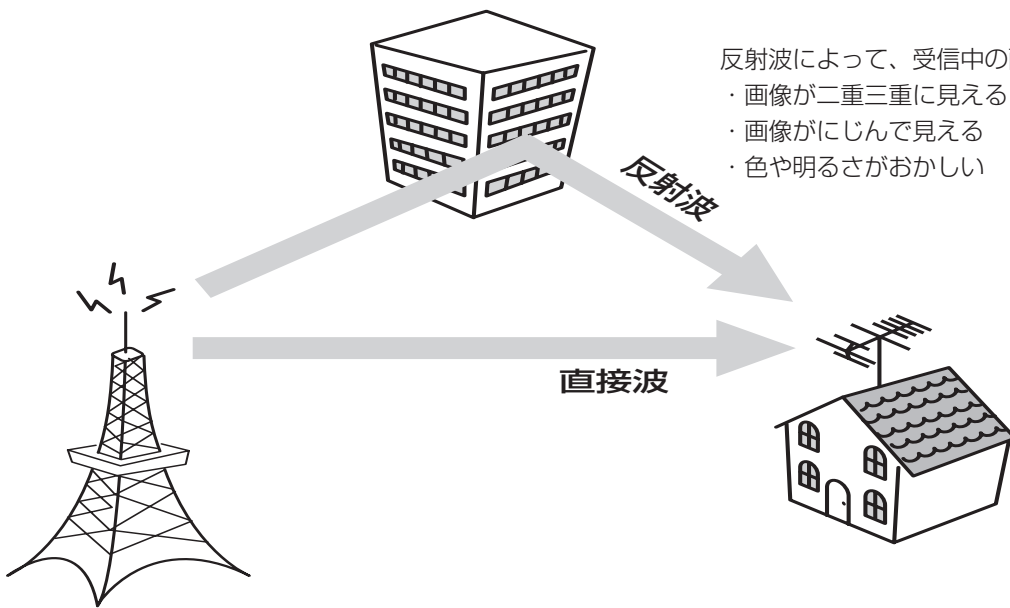 反射波によって、受信中の
・画像が二重三重に見える
・画像がにじんで見える
・色や明るさがおかしい
反射波
直接波